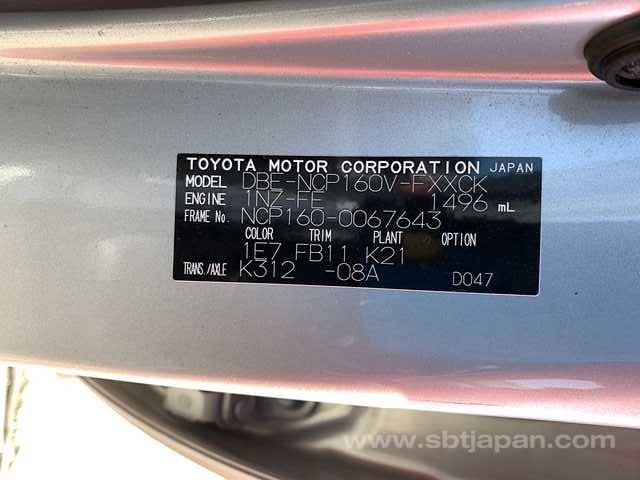 TOYOTA MOTOR CORPORATION JAPAN
MODEL DBE-NCP160V-FXXCK
ENGINE 1NZ-FE 1496 mL
FRAME No. NCP160-0067643
COLOR TRIM PLANT OPTION
1E7 FB11 K21
TRANS./AXLE K312 -08A D047
www.sbtjapan.com